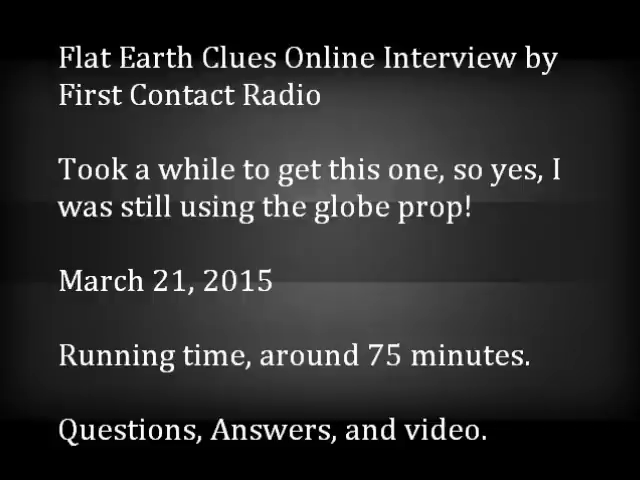 Flat Earth Clues Online Interview by
First Contact Radio
Took a while to get this one, so yes, I
was still using the globe prop!
March 21, 2015
Running time, around 75 minutes.
Questions, Answers, and video.